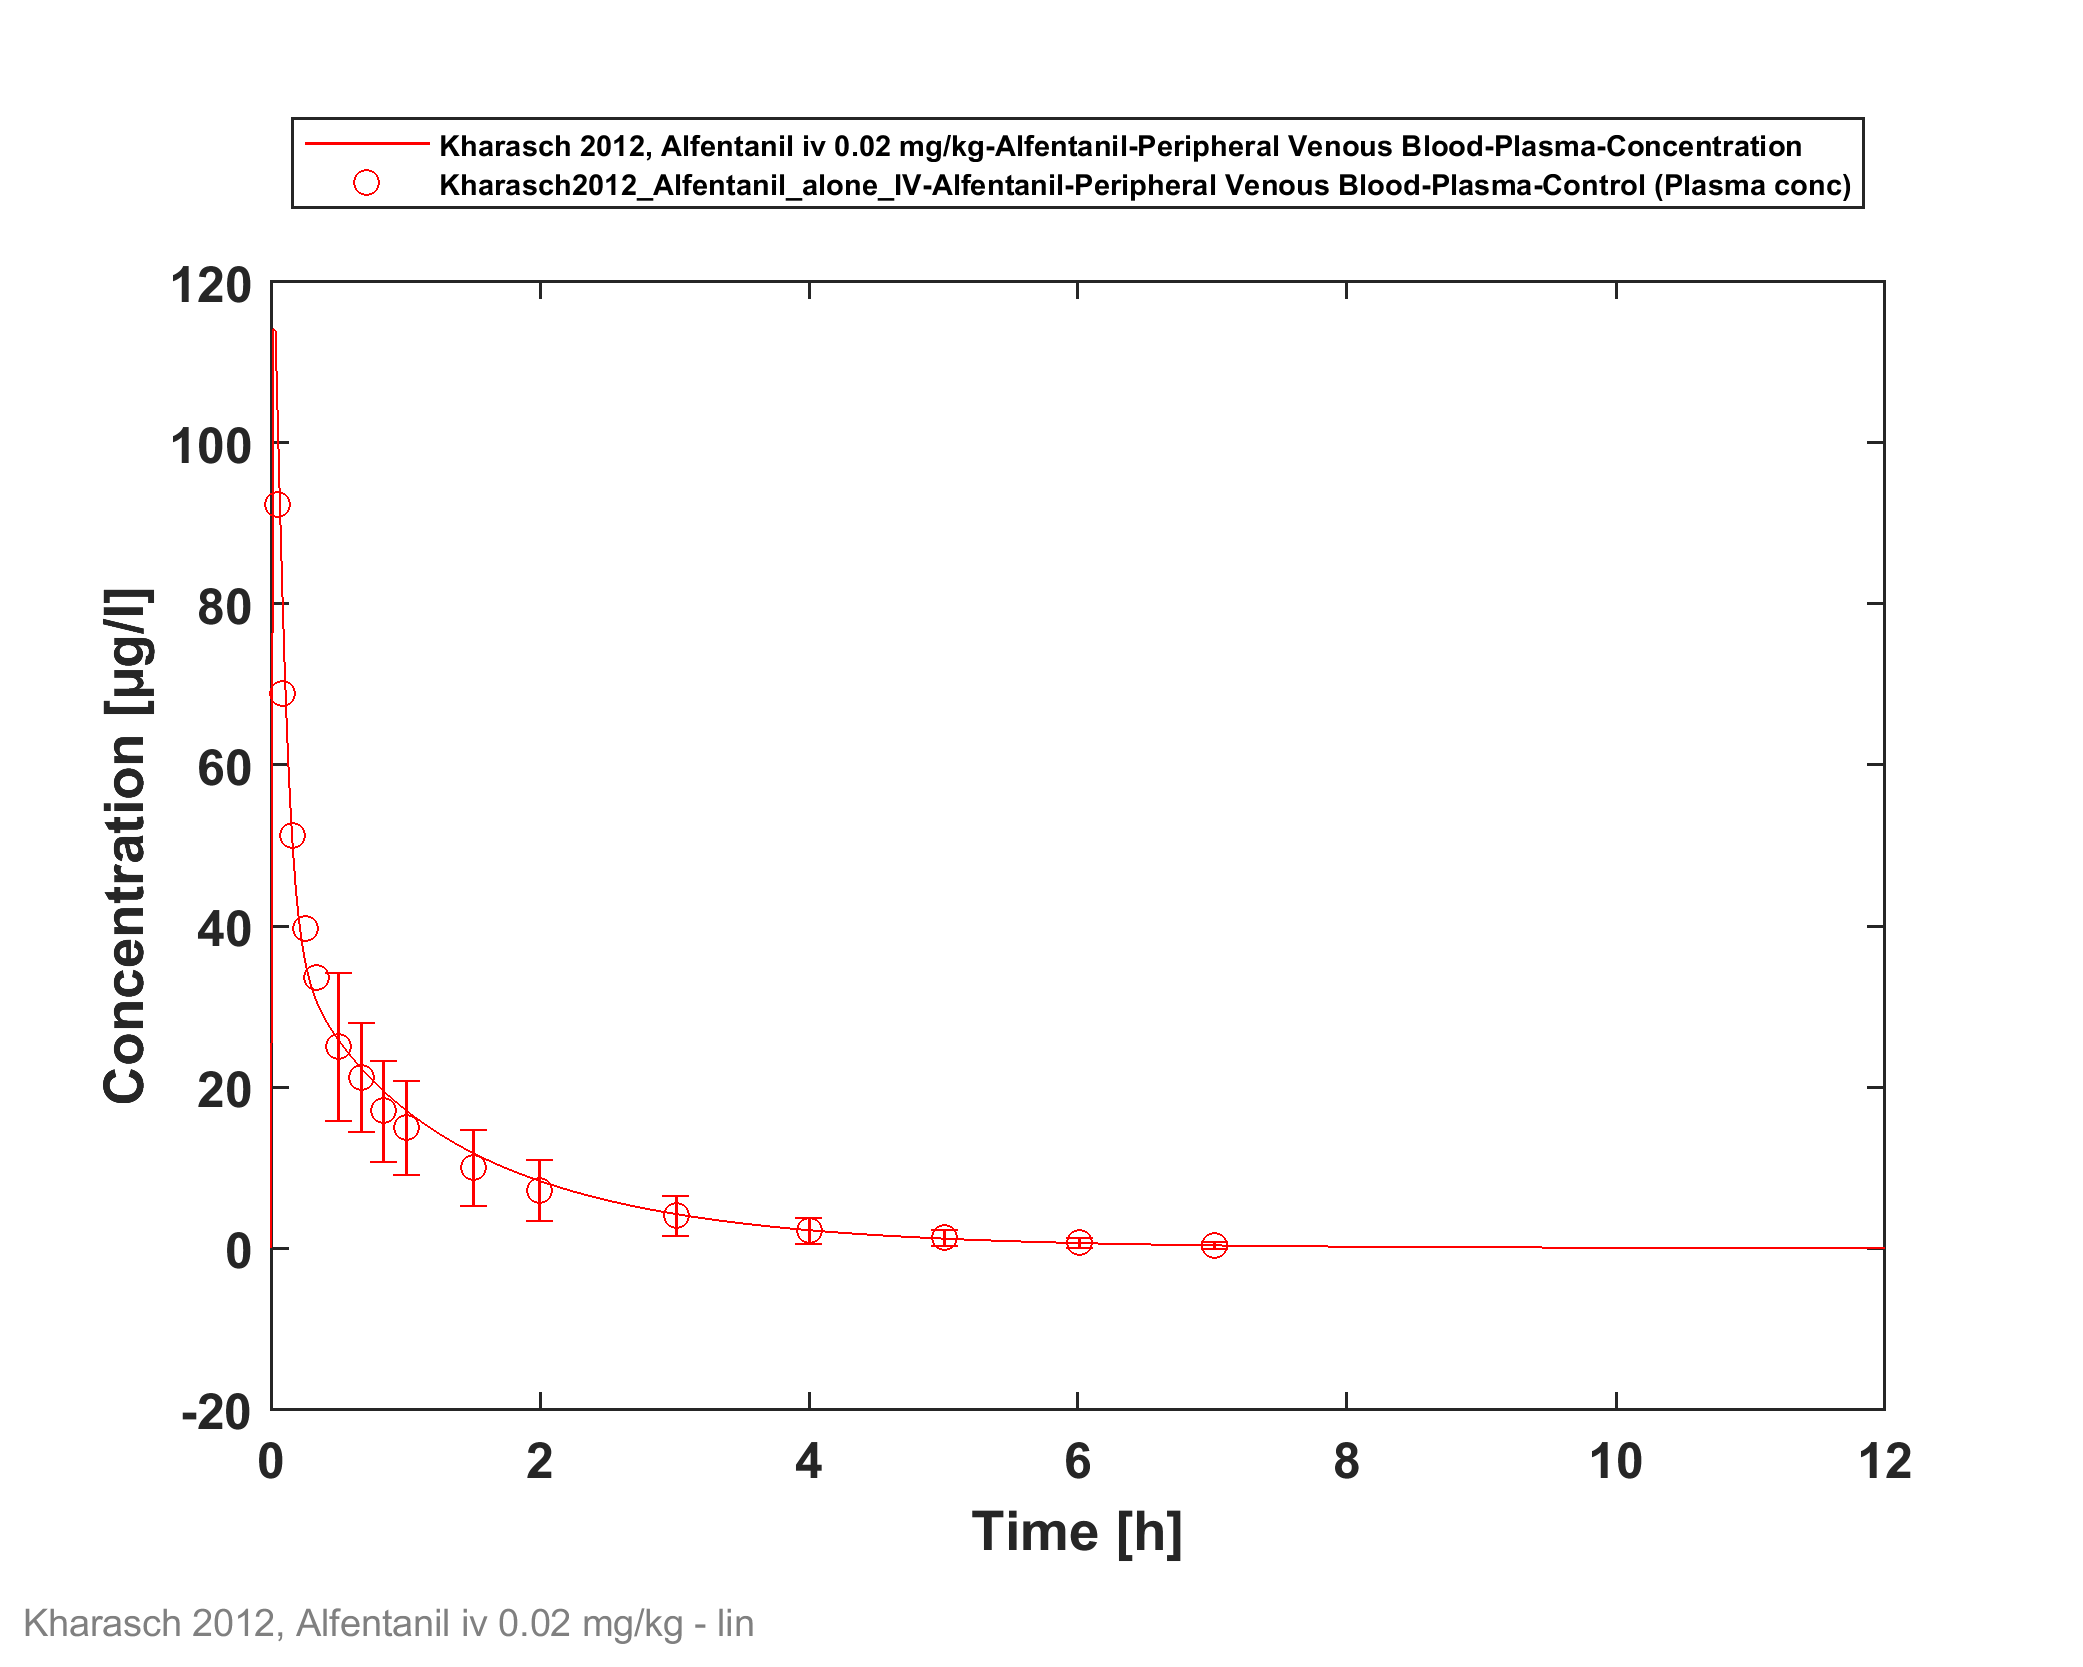 Kharasch 2012, Alfentanil iv 0.02 mg/kg-Alfentanil-Peripheral Venous Blood-Plasma-Concentration
Kharasch2012_Alfentanil_alone_IV-Alfentanil-Peripheral Venous Blood-Plasma-Control (Plasma conc)
120
100
80
60
40
20
0
-20
Concentration [µg/l]
0 2 4 6 8 10 12
Time [h]
Kharasch 2012, Alfentanil iv 0.02 mg/kg - lin